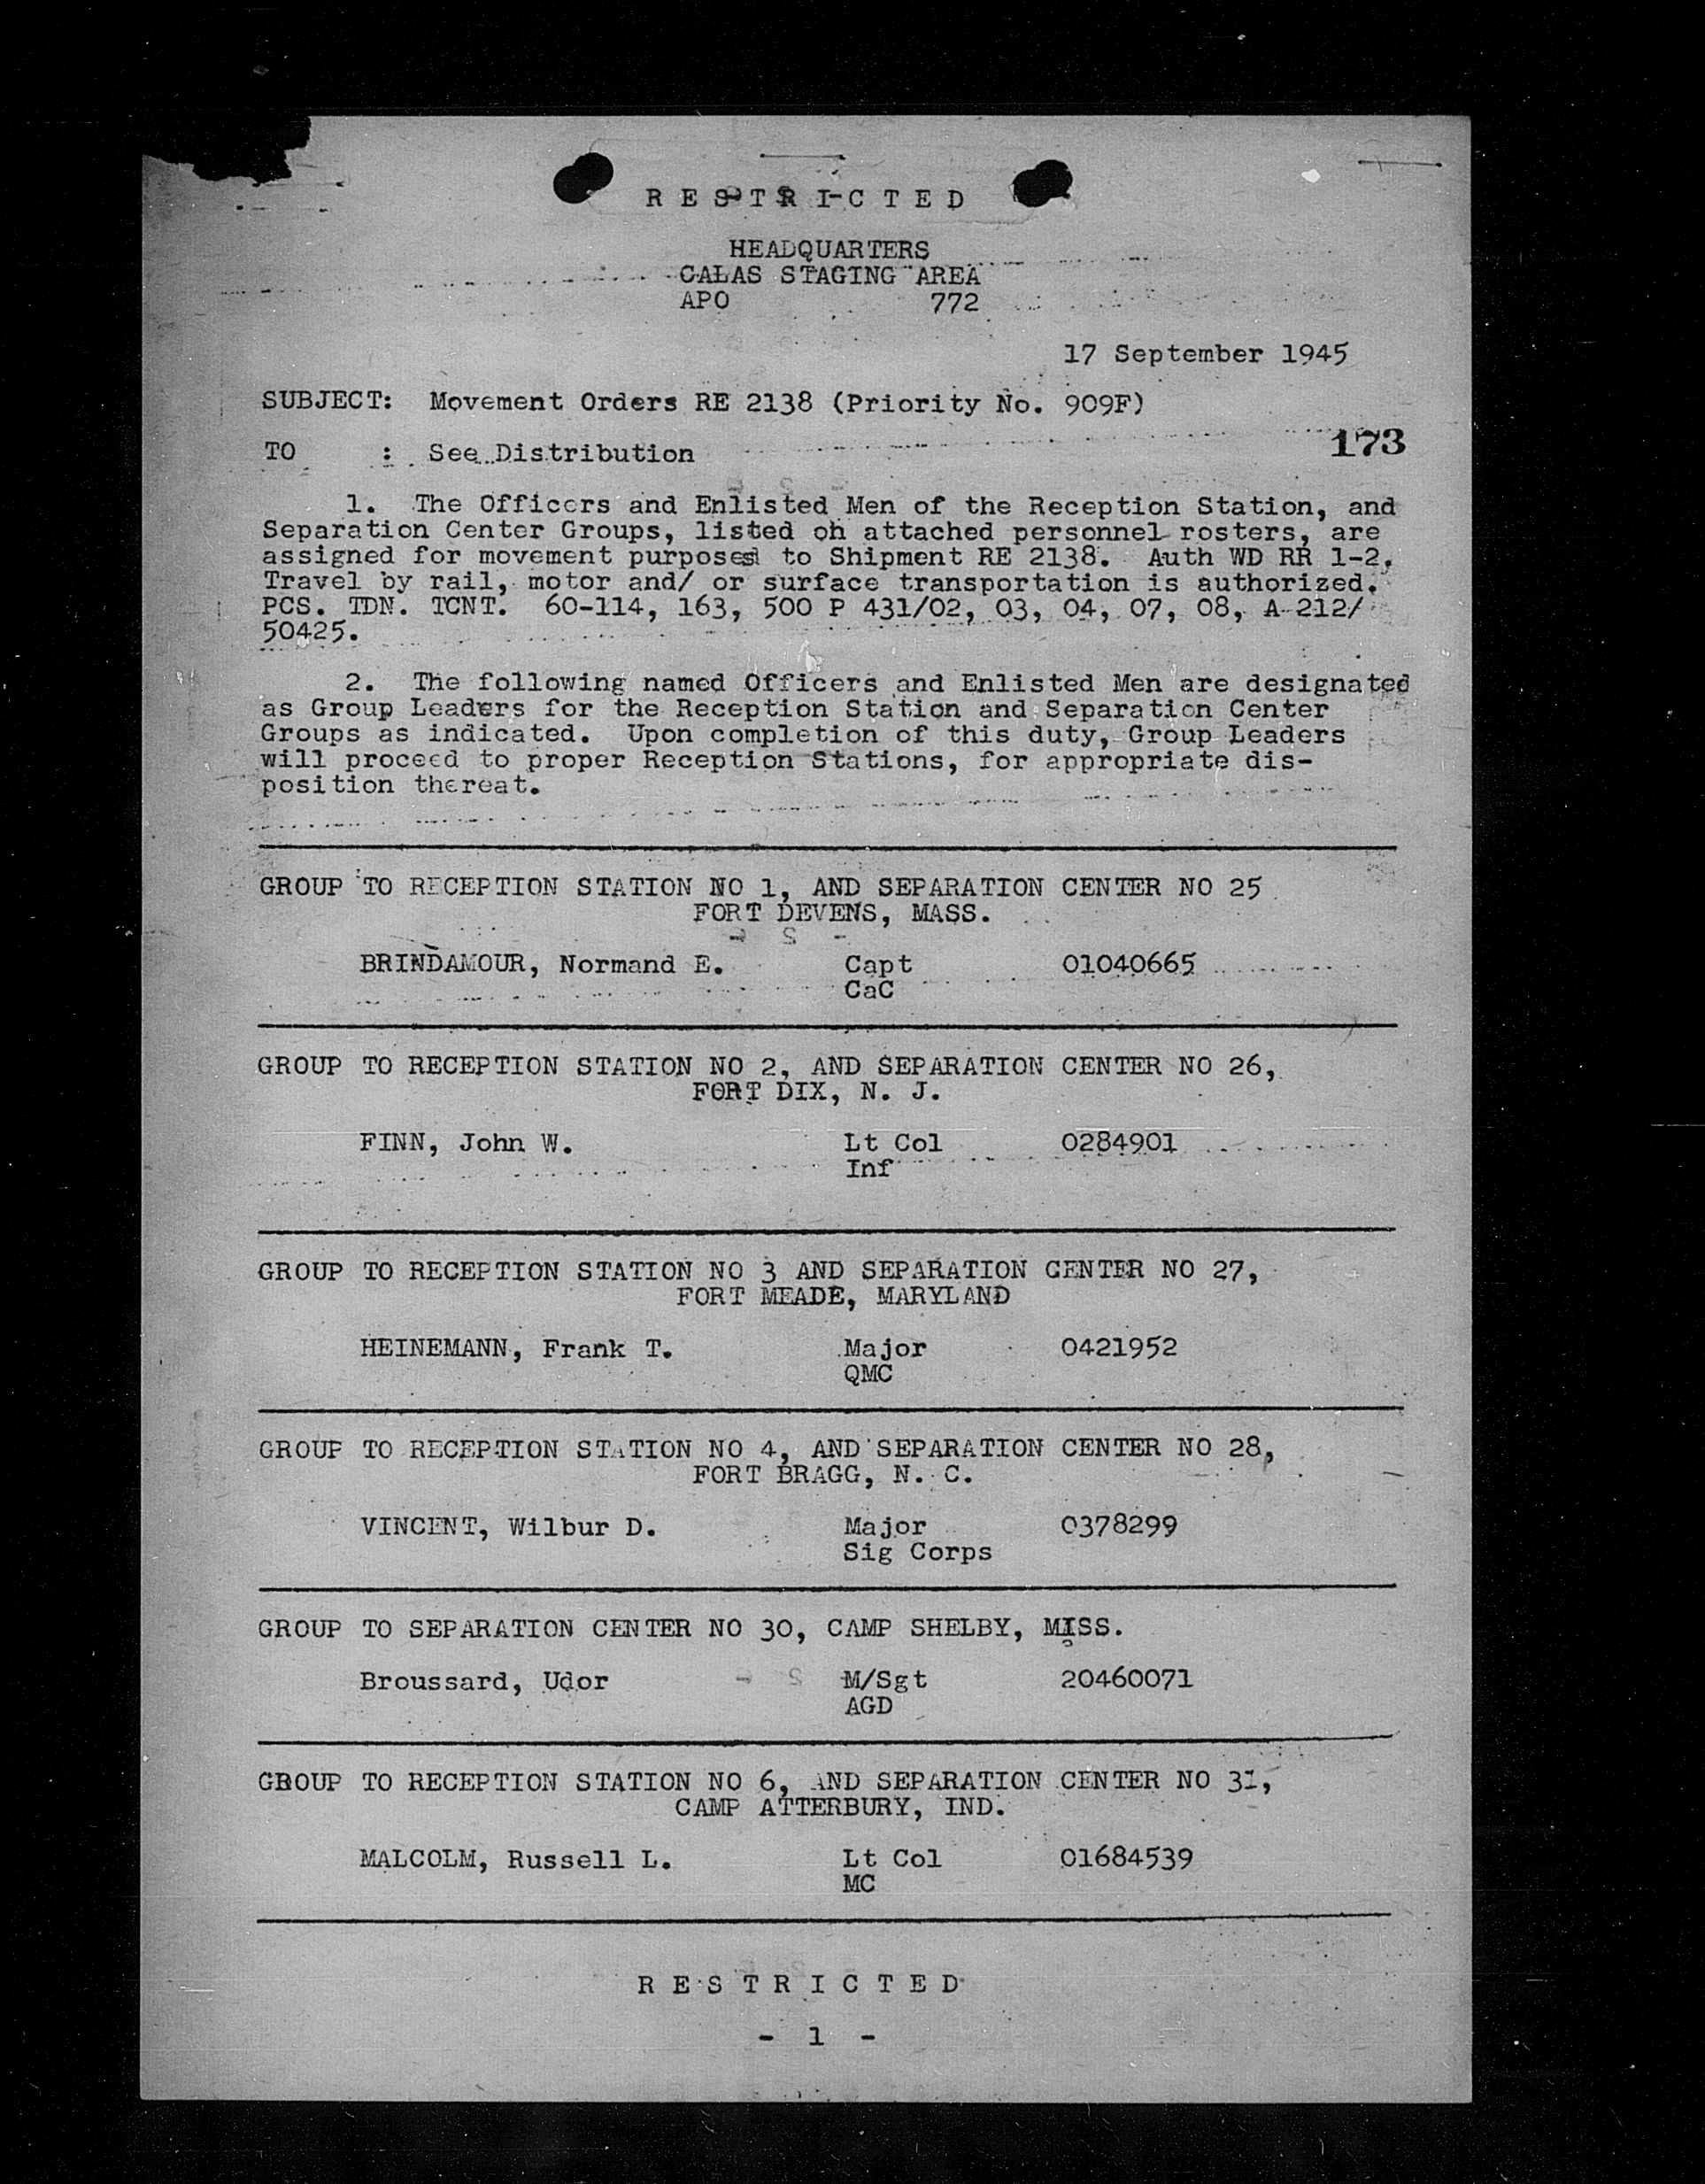 R E S T R I C T E D
HEADQUARTERS
CALAS STAGING AREA
APO 772
17 September 1945
SUBJECT: Movement Orders RE 2138 (Priority No. 909F)
173
TO : See Distribution
1. The Officers and Enlisted Men of the Reception Station, and
Separation Center Groups, listed on attached personnel rosters, are
assigned for movement purposes to Shipment RE 2138. Auth WD RR 1-2.
Travel by rail, motor and/ or surface transportation is authorized.
PCS. TDN. TCNT. 60-114, 163, 500 P 431/02, 03, 04, 07, 08, A-212/
50425.
2. The following named Officers and Enlisted Men are designated
as Group Leaders for the Reception Station and Separation Center
Groups as indicated. Upon completion of this duty, Group Leaders
will proceed to proper Reception Stations, for appropriate dis-
position thereat.
GROUP TO RECEPTION STATION NO 1, AND SEPARATION CENTER NO 25
FORT DEVENS, MASS.
BRINDAMOUR, Normand E. Capt 01040665
CaC
GROUP TO RECEPTION STATION NO 2, AND SEPARATION CENTER NO 26,
FORT DIX, N. J.
FINN, John W. Lt Col 0284901
Inf
GROUP TO RECEPTION STATION NO 3 AND SEPARATION CENTER NO 27,
FORT MEADE, MARYLAND
HEINEMANN, Frank T. Major 0421952
QMC
GROUP TO RECEPTION STATION NO 4, AND SEPARATION CENTER NO 28,
FORT BRAGG, N. C.
VINCENT, Wilbur D. Major 0378299
Sig Corps
GROUP TO SEPARATION CENTER NO 30, CAMP SHELBY, MISS.
Broussard, Udor M/Sgt 20460071
AGD
GROUP TO RECEPTION STATION NO 6, AND SEPARATION CENTER NO 31,
CAMP ATTERBURY, IND.
MALCOLM, Russell L. Lt Col 01684539
MC
R E S T R I C T E D
- 1 -